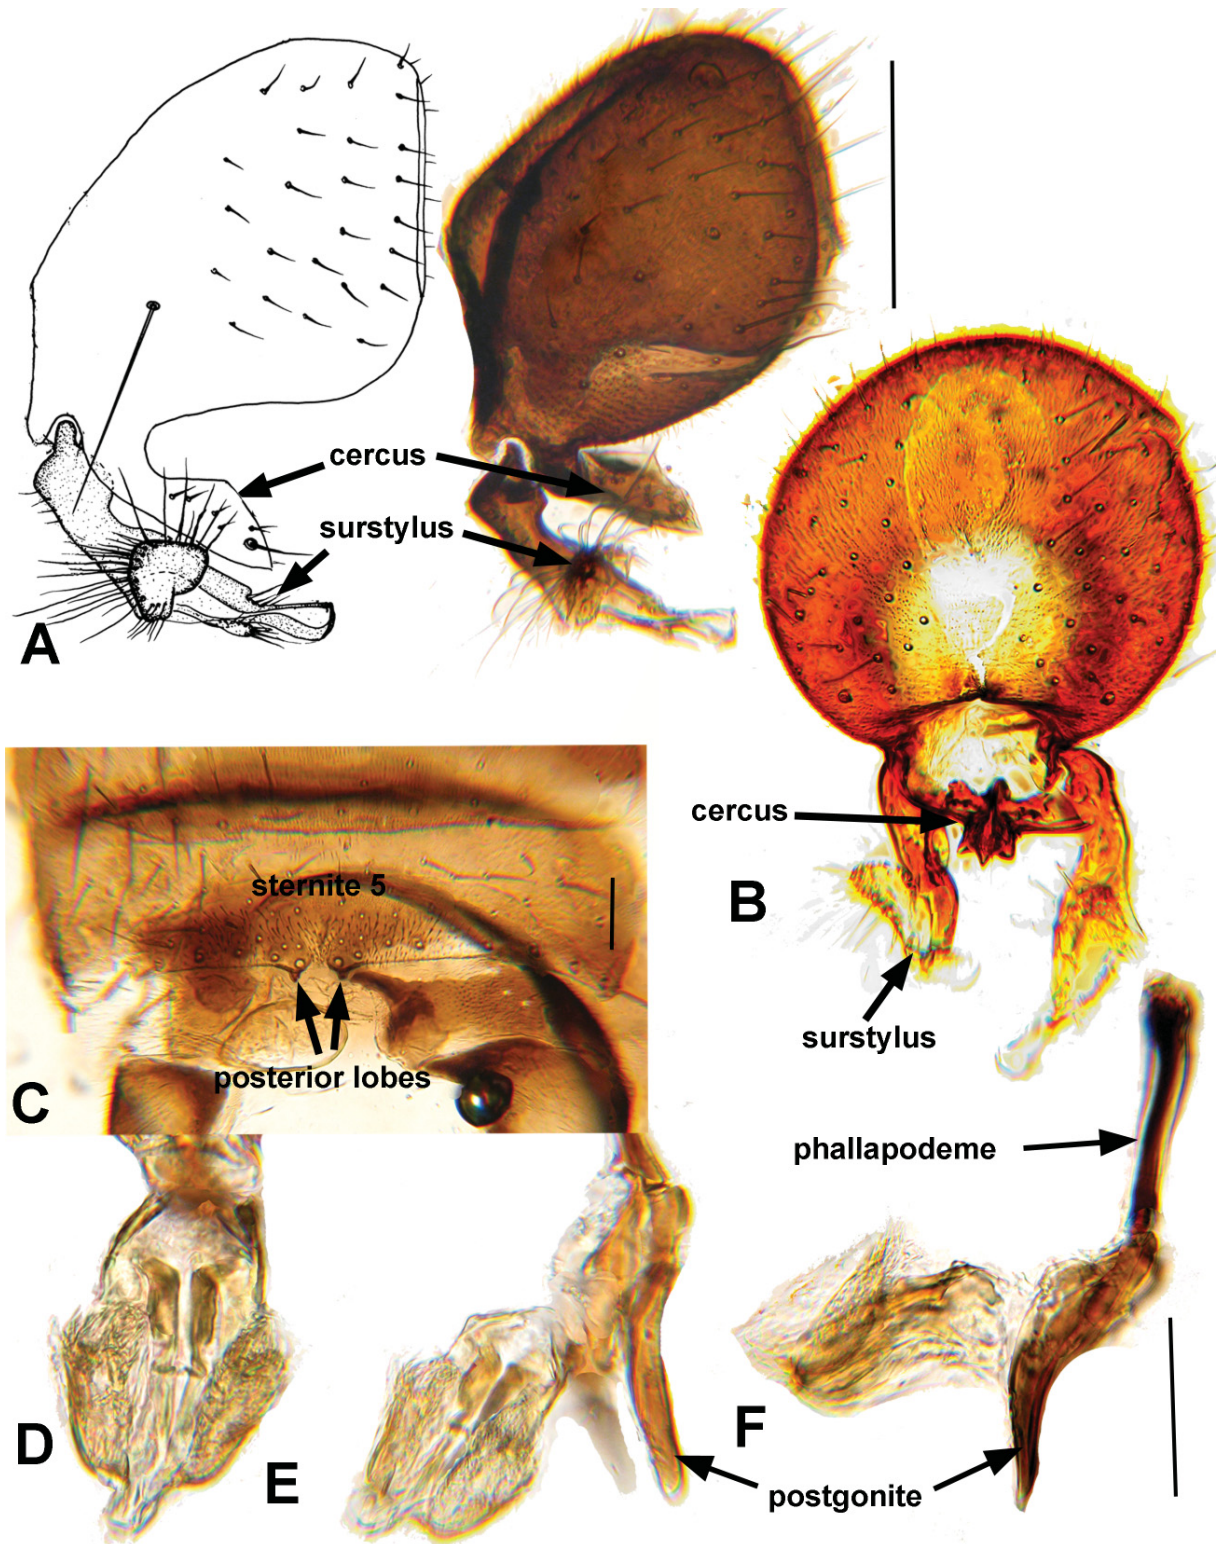 cercus
surstylus
A
cercus
B
surstylus
sternite 5
posterior lobes
C
phallapodeme
D
E
F
postgonite